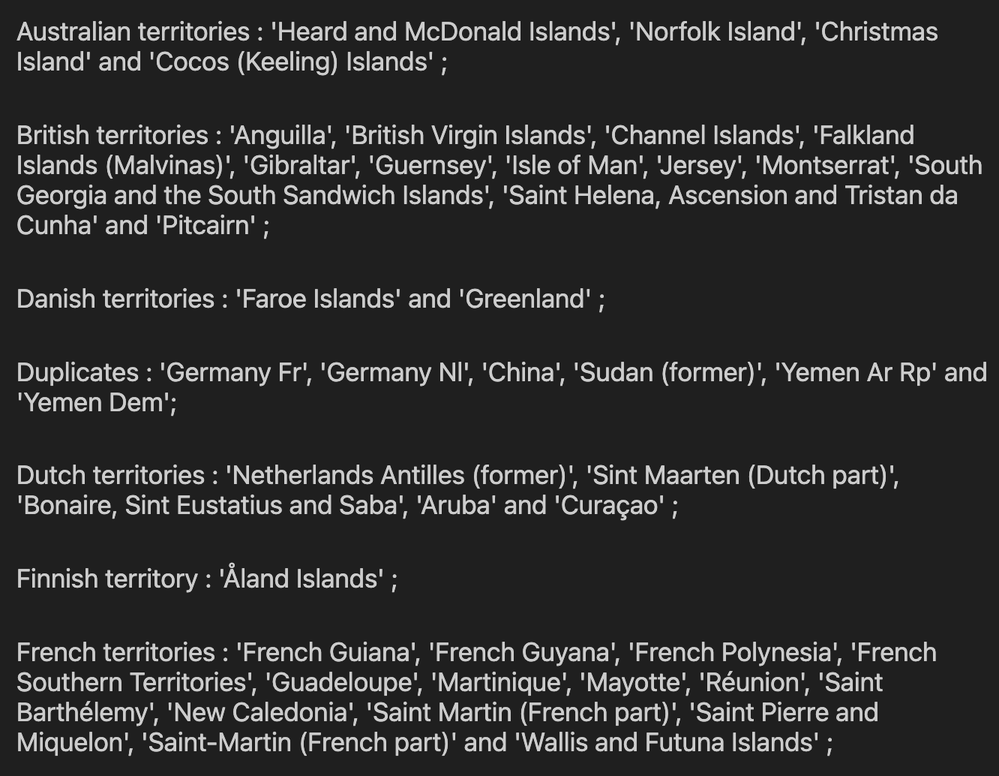 Australian territories : 'Heard and McDonald Islands', 'Norfolk Island', 'Christmas
Island' and 'Cocos (Keeling) Islands' ;
British territories : 'Anguilla', 'British Virgin Islands', 'Channel Islands', 'Falkland
Islands (Malvinas)', 'Gibraltar', 'Guernsey', 'Isle of Man', 'Jersey', 'Montserrat', 'South
Georgia and the South Sandwich Islands', 'Saint Helena, Ascension and Tristan da
Cunha' and 'Pitcairn' ;
Danish territories : 'Faroe Islands' and 'Greenland' ;
Duplicates : 'Germany Fr', 'Germany Nl', 'China', 'Sudan (former)', 'Yemen Ar Rp' and
'Yemen Dem';
Dutch territories : 'Netherlands Antilles (former)', 'Sint Maarten (Dutch part)',
'Bonaire, Sint Eustatius and Saba', 'Aruba' and 'Curaçao' ;
Finnish territory : 'Åland Islands' ;
French territories : 'French Guiana', 'French Guyana', 'French Polynesia', 'French
Southern Territories', 'Guadeloupe', 'Martinique', 'Mayotte', 'Réunion', 'Saint
Barthélemy', 'New Caledonia', 'Saint Martin (French part)', 'Saint Pierre and
Miquelon', 'Saint-Martin (French part)' and 'Wallis and Futuna Islands' ;